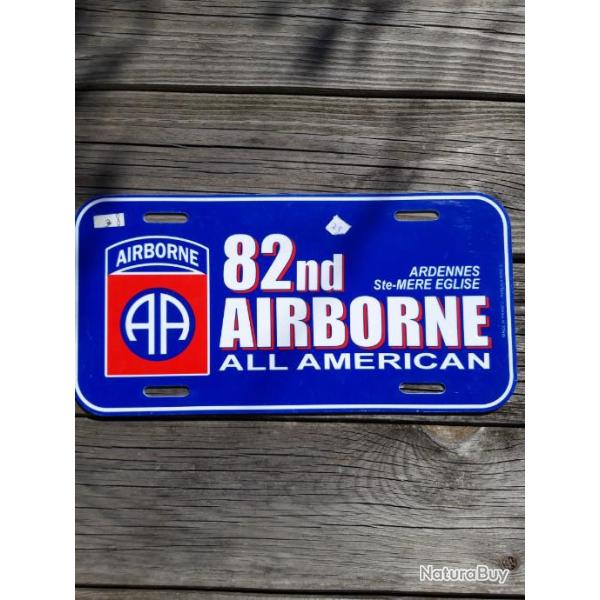 AIRBORNE
AA
82nd
AIRBORNE
ALL AMERICAN
ARDENNES
Ste-MERE EGLISE
NaturaBuy